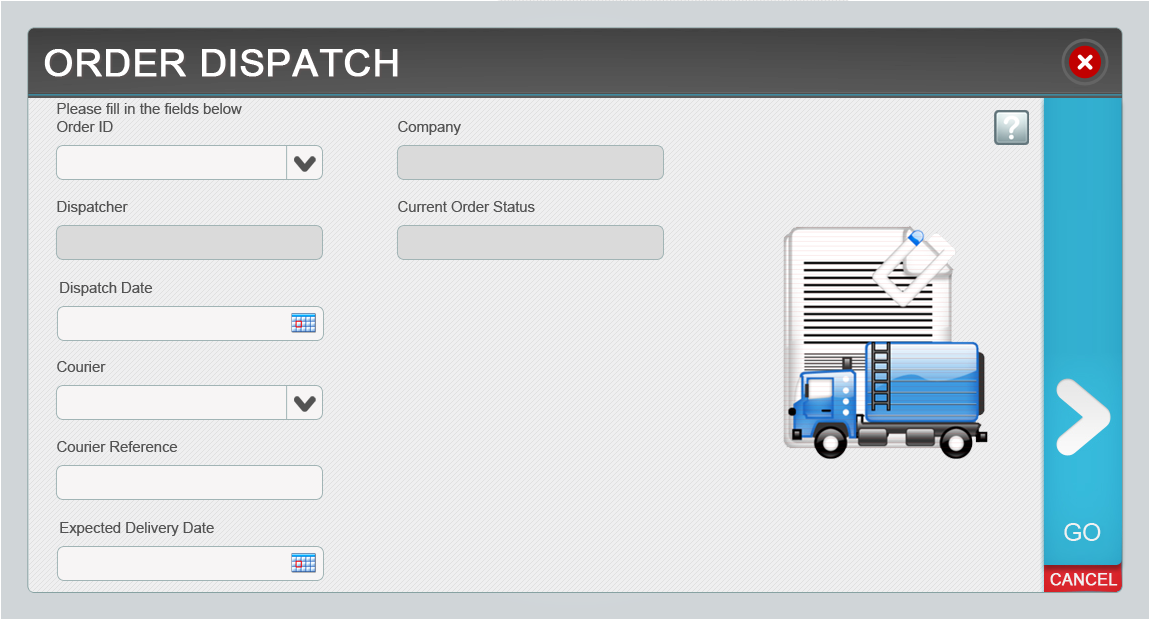 ORDER DISPATCH
Please fill in the fields below
Order ID
Company
?
Dispatcher
Current Order Status
Dispatch Date
Courier
Courier Reference
Expected Delivery Date
GO
CANCEL